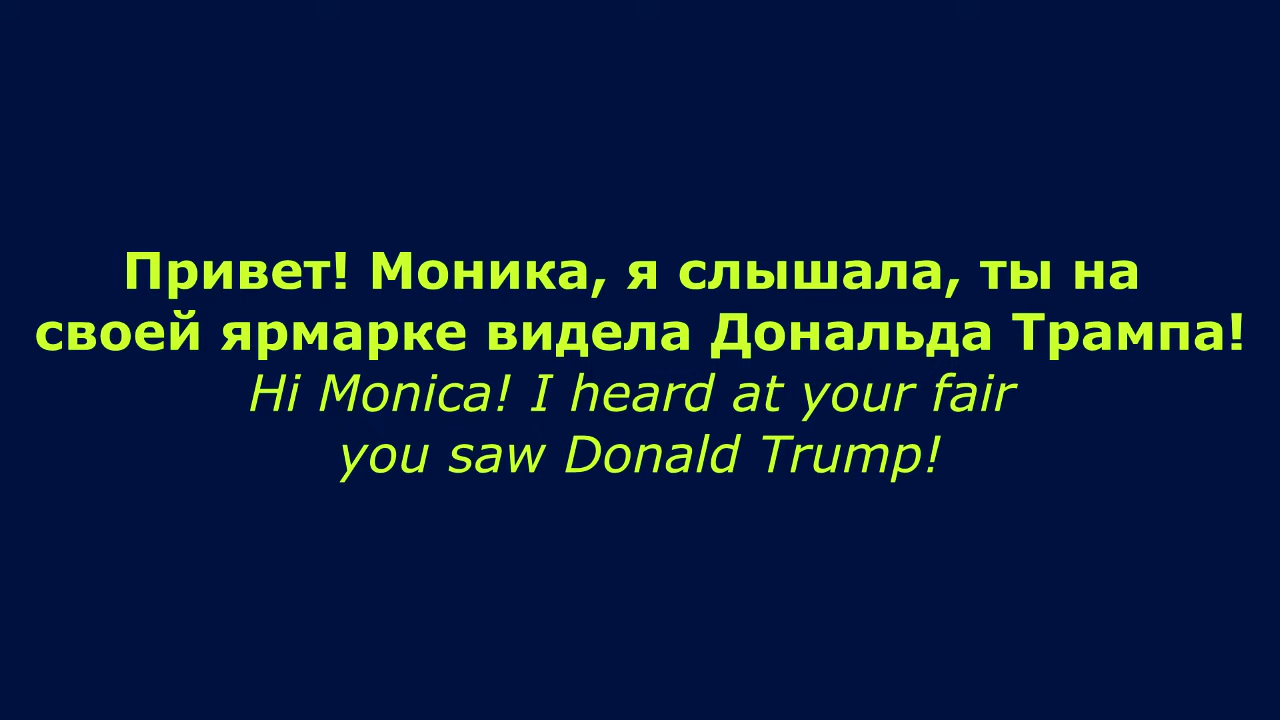 Привет! Моника, я слышала, ты на
своей ярмарке видела Дональда Трампа!
Hi Monica! I heard at your fair
you saw Donald Trump!